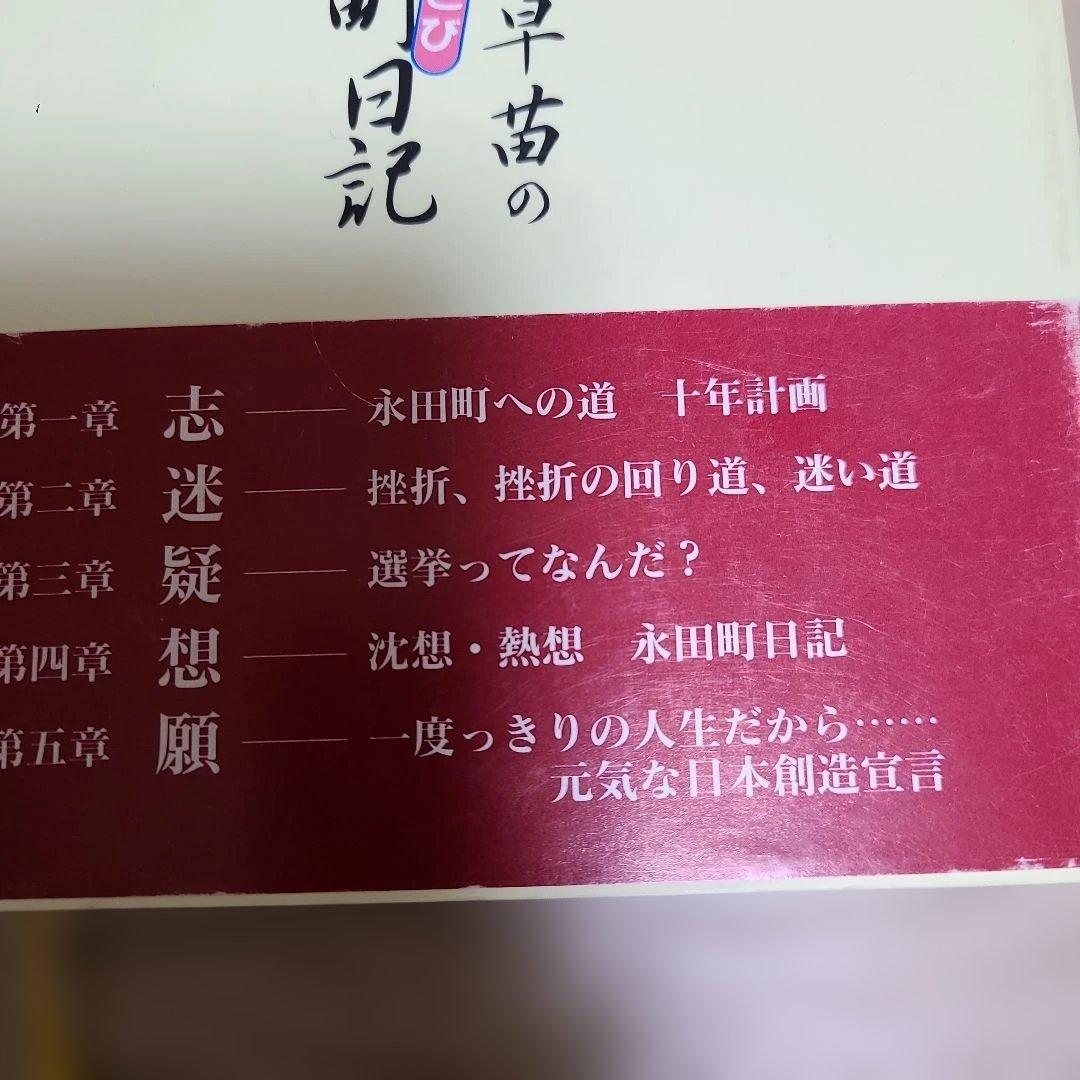 早苗の
町日記
とび
第一章 志 ―― 永田町への道　十年計画
第二章 迷 ―― 挫折、挫折の回り道、迷い道
第三章 疑 ―― 選挙ってなんだ？
第四章 想 ―― 沈想・熱想　永田町日記
第五章 願 ―― 一度っきりの人生だから……
元気な日本創造宣言